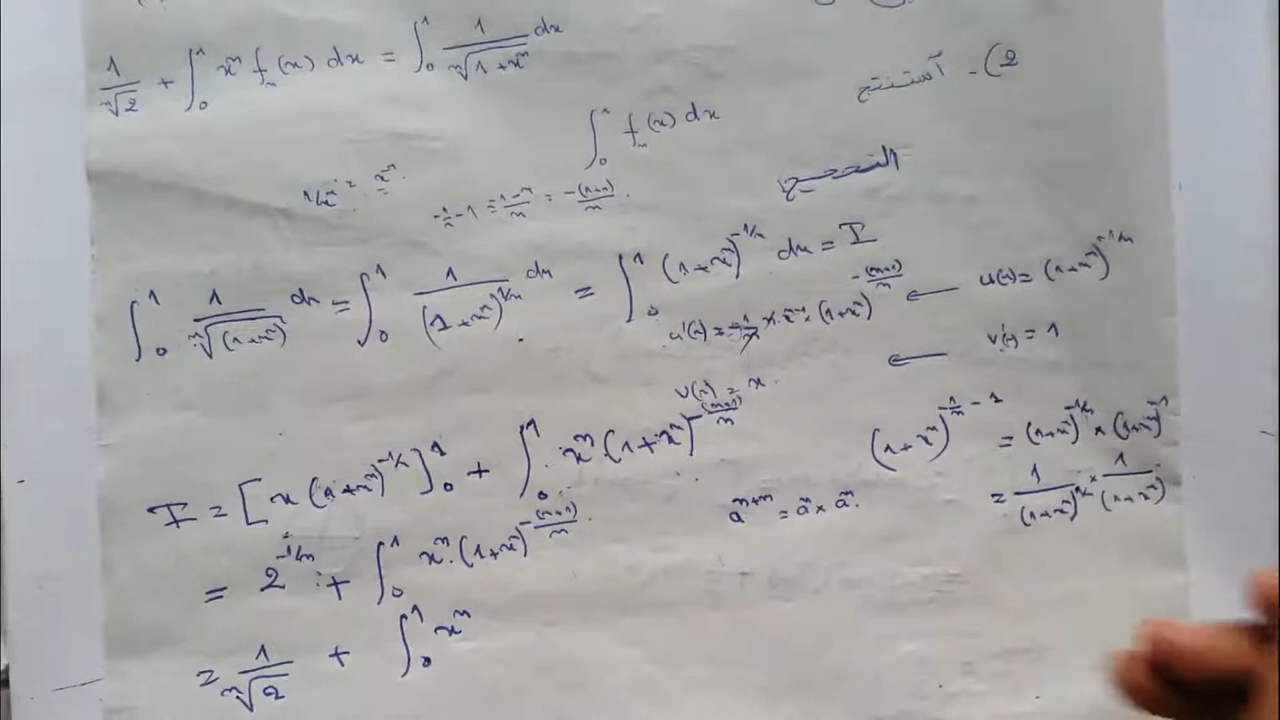 1/ⁿ√2 + ∫₀¹ xⁿ fₙ(x) dx = ∫₀¹ 1/ⁿ√(1+xⁿ) dx
2) - آستنتج
∫₀¹ fₙ(x) dx
التصحيح
-1/n - 1 = -1-n/n = -(1+n)/n
∫₀¹ 1/ⁿ√(1+xⁿ) dx = ∫₀¹ 1/(1+xⁿ)^(1/n) dx = ∫₀¹ (1+xⁿ)^(-1/n) dx = I
u(x) = (1+xⁿ)^(-1/n)
v'(x) = 1
v(x) = x
I = [x(1+xⁿ)^(-1/n)]₀¹ + ∫₀¹ xⁿ(1+xⁿ)^(-(n+1)/n)
(1+xⁿ)^(-1/n - 1) = (1+xⁿ)^(-1/n) × (1+xⁿ)^(-1)
= 1/(1+xⁿ)^(1/n) × 1/(1+xⁿ)
a^(n+m) = aⁿ × aᵐ
= 2^(-1/n) + ∫₀¹ xⁿ.(1+xⁿ)^(-(n+1)/n)
= 1/ⁿ√2 + ∫₀¹ xⁿ